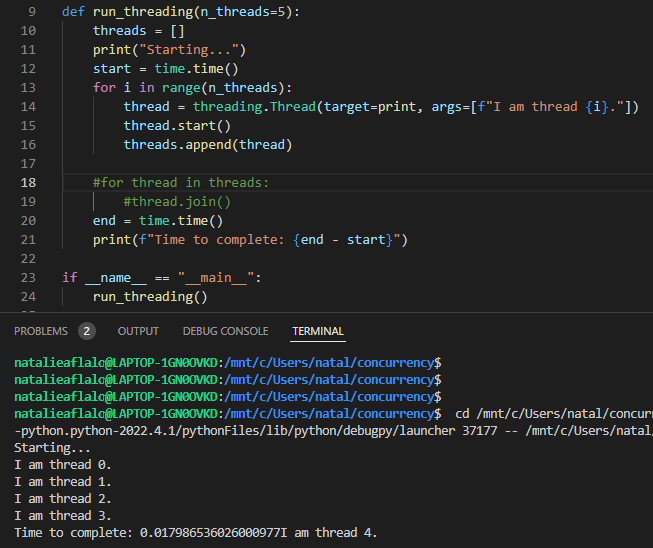 9 def run_threading(n_threads=5):
10 threads = []
11 print("Starting...")
12 start = time.time()
13 for i in range(n_threads):
14 thread = threading.Thread(target=print, args=[f"I am thread {i}."])
15 thread.start()
16 threads.append(thread)
17
18 #for thread in threads:
19 #thread.join()
20 end = time.time()
21 print(f"Time to complete: {end - start}")
22
23 if __name__ == "__main__":
24 run_threading()
PROBLEMS 2 OUTPUT DEBUG CONSOLE TERMINAL
natalieaflalo@LAPTOP-1GN0OVKD:/mnt/c/Users/natal/concurrency$
natalieaflalo@LAPTOP-1GN0OVKD:/mnt/c/Users/natal/concurrency$
natalieaflalo@LAPTOP-1GN0OVKD:/mnt/c/Users/natal/concurrency$
natalieaflalo@LAPTOP-1GN0OVKD:/mnt/c/Users/natal/concurrency$ cd /mnt/c/Users/natal/concur
-python.python-2022.4.1/pythonFiles/lib/python/debugpy/launcher 37177 -- /mnt/c/Users/natal/
Starting...
I am thread 0.
I am thread 1.
I am thread 2.
I am thread 3.
Time to complete: 0.017986536026000977I am thread 4.